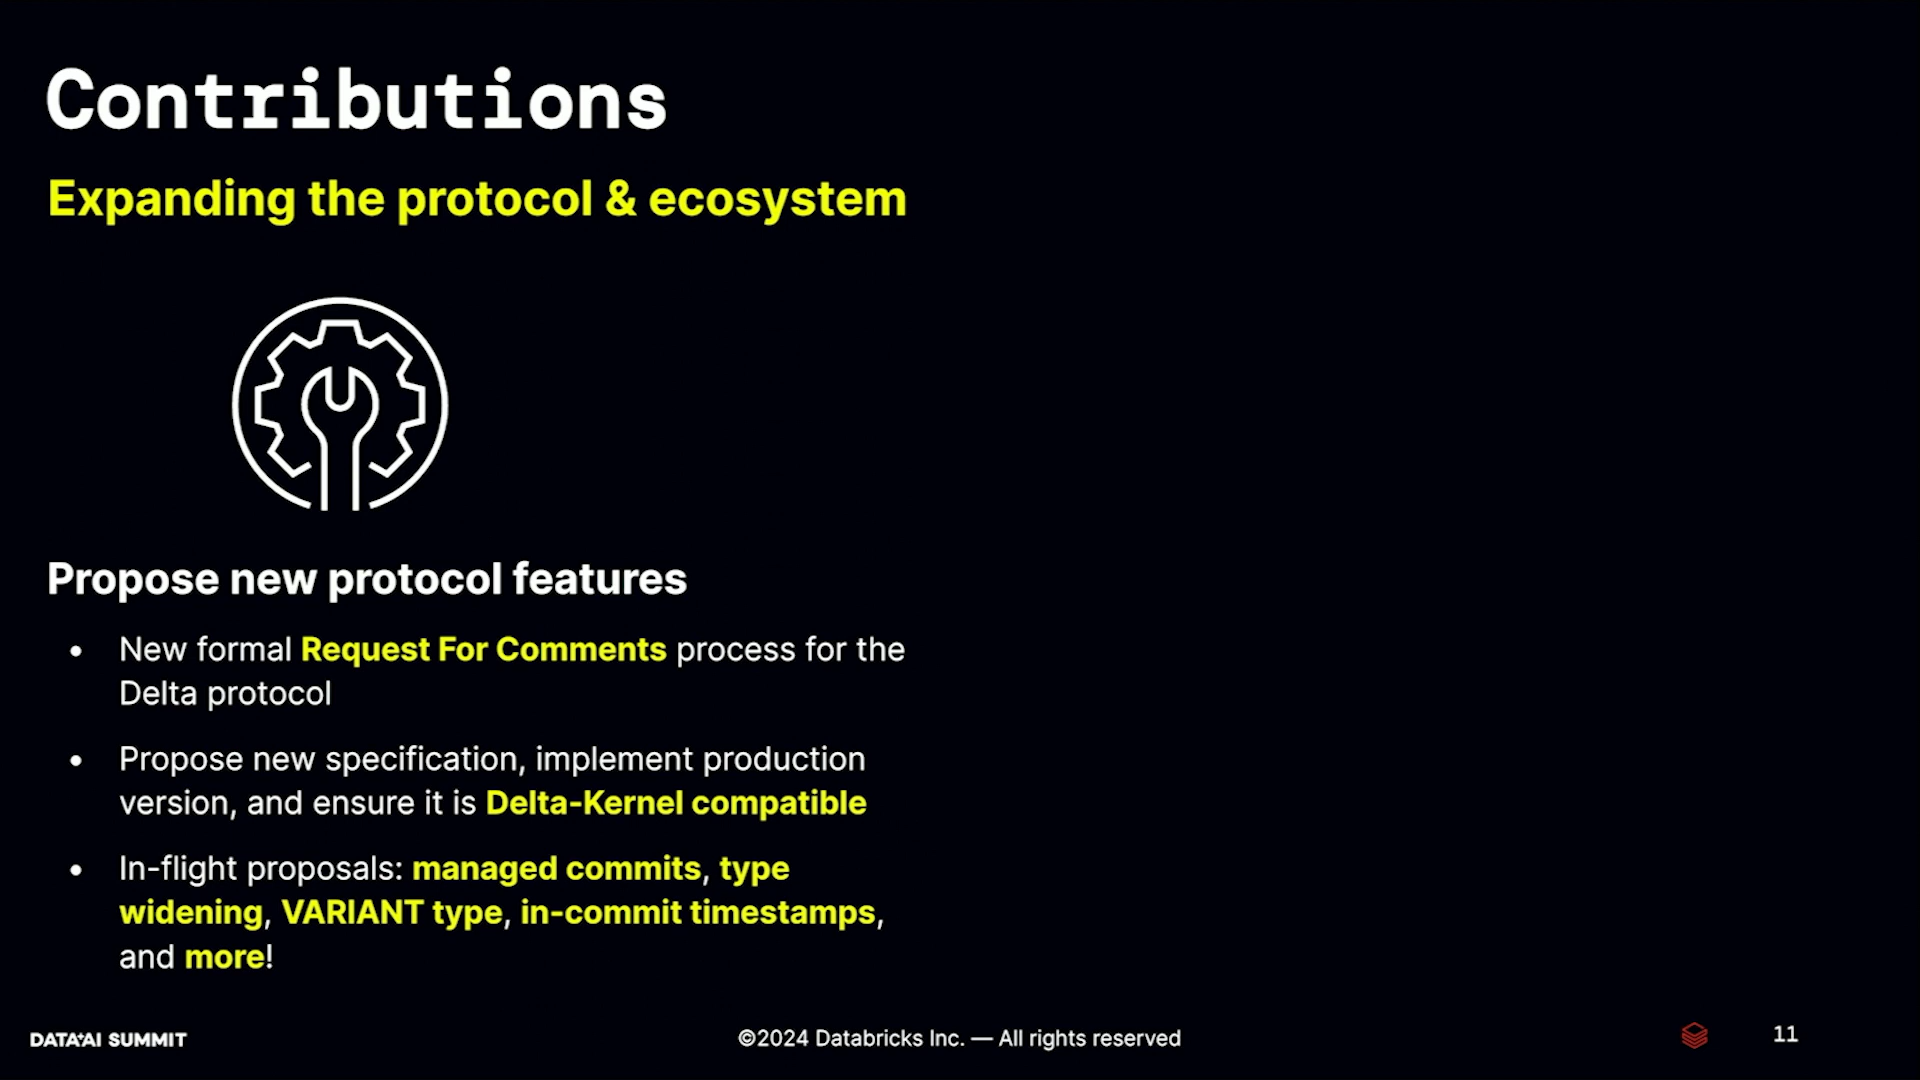 Contributions
Expanding the protocol & ecosystem
Propose new protocol features
• New formal Request For Comments process for the
Delta protocol
• Propose new specification, implement production
version, and ensure it is Delta-Kernel compatible
• In-flight proposals: managed commits, type
widening, VARIANT type, in-commit timestamps,
and more!
DATA+AI SUMMIT
©2024 Databricks Inc. — All rights reserved
11